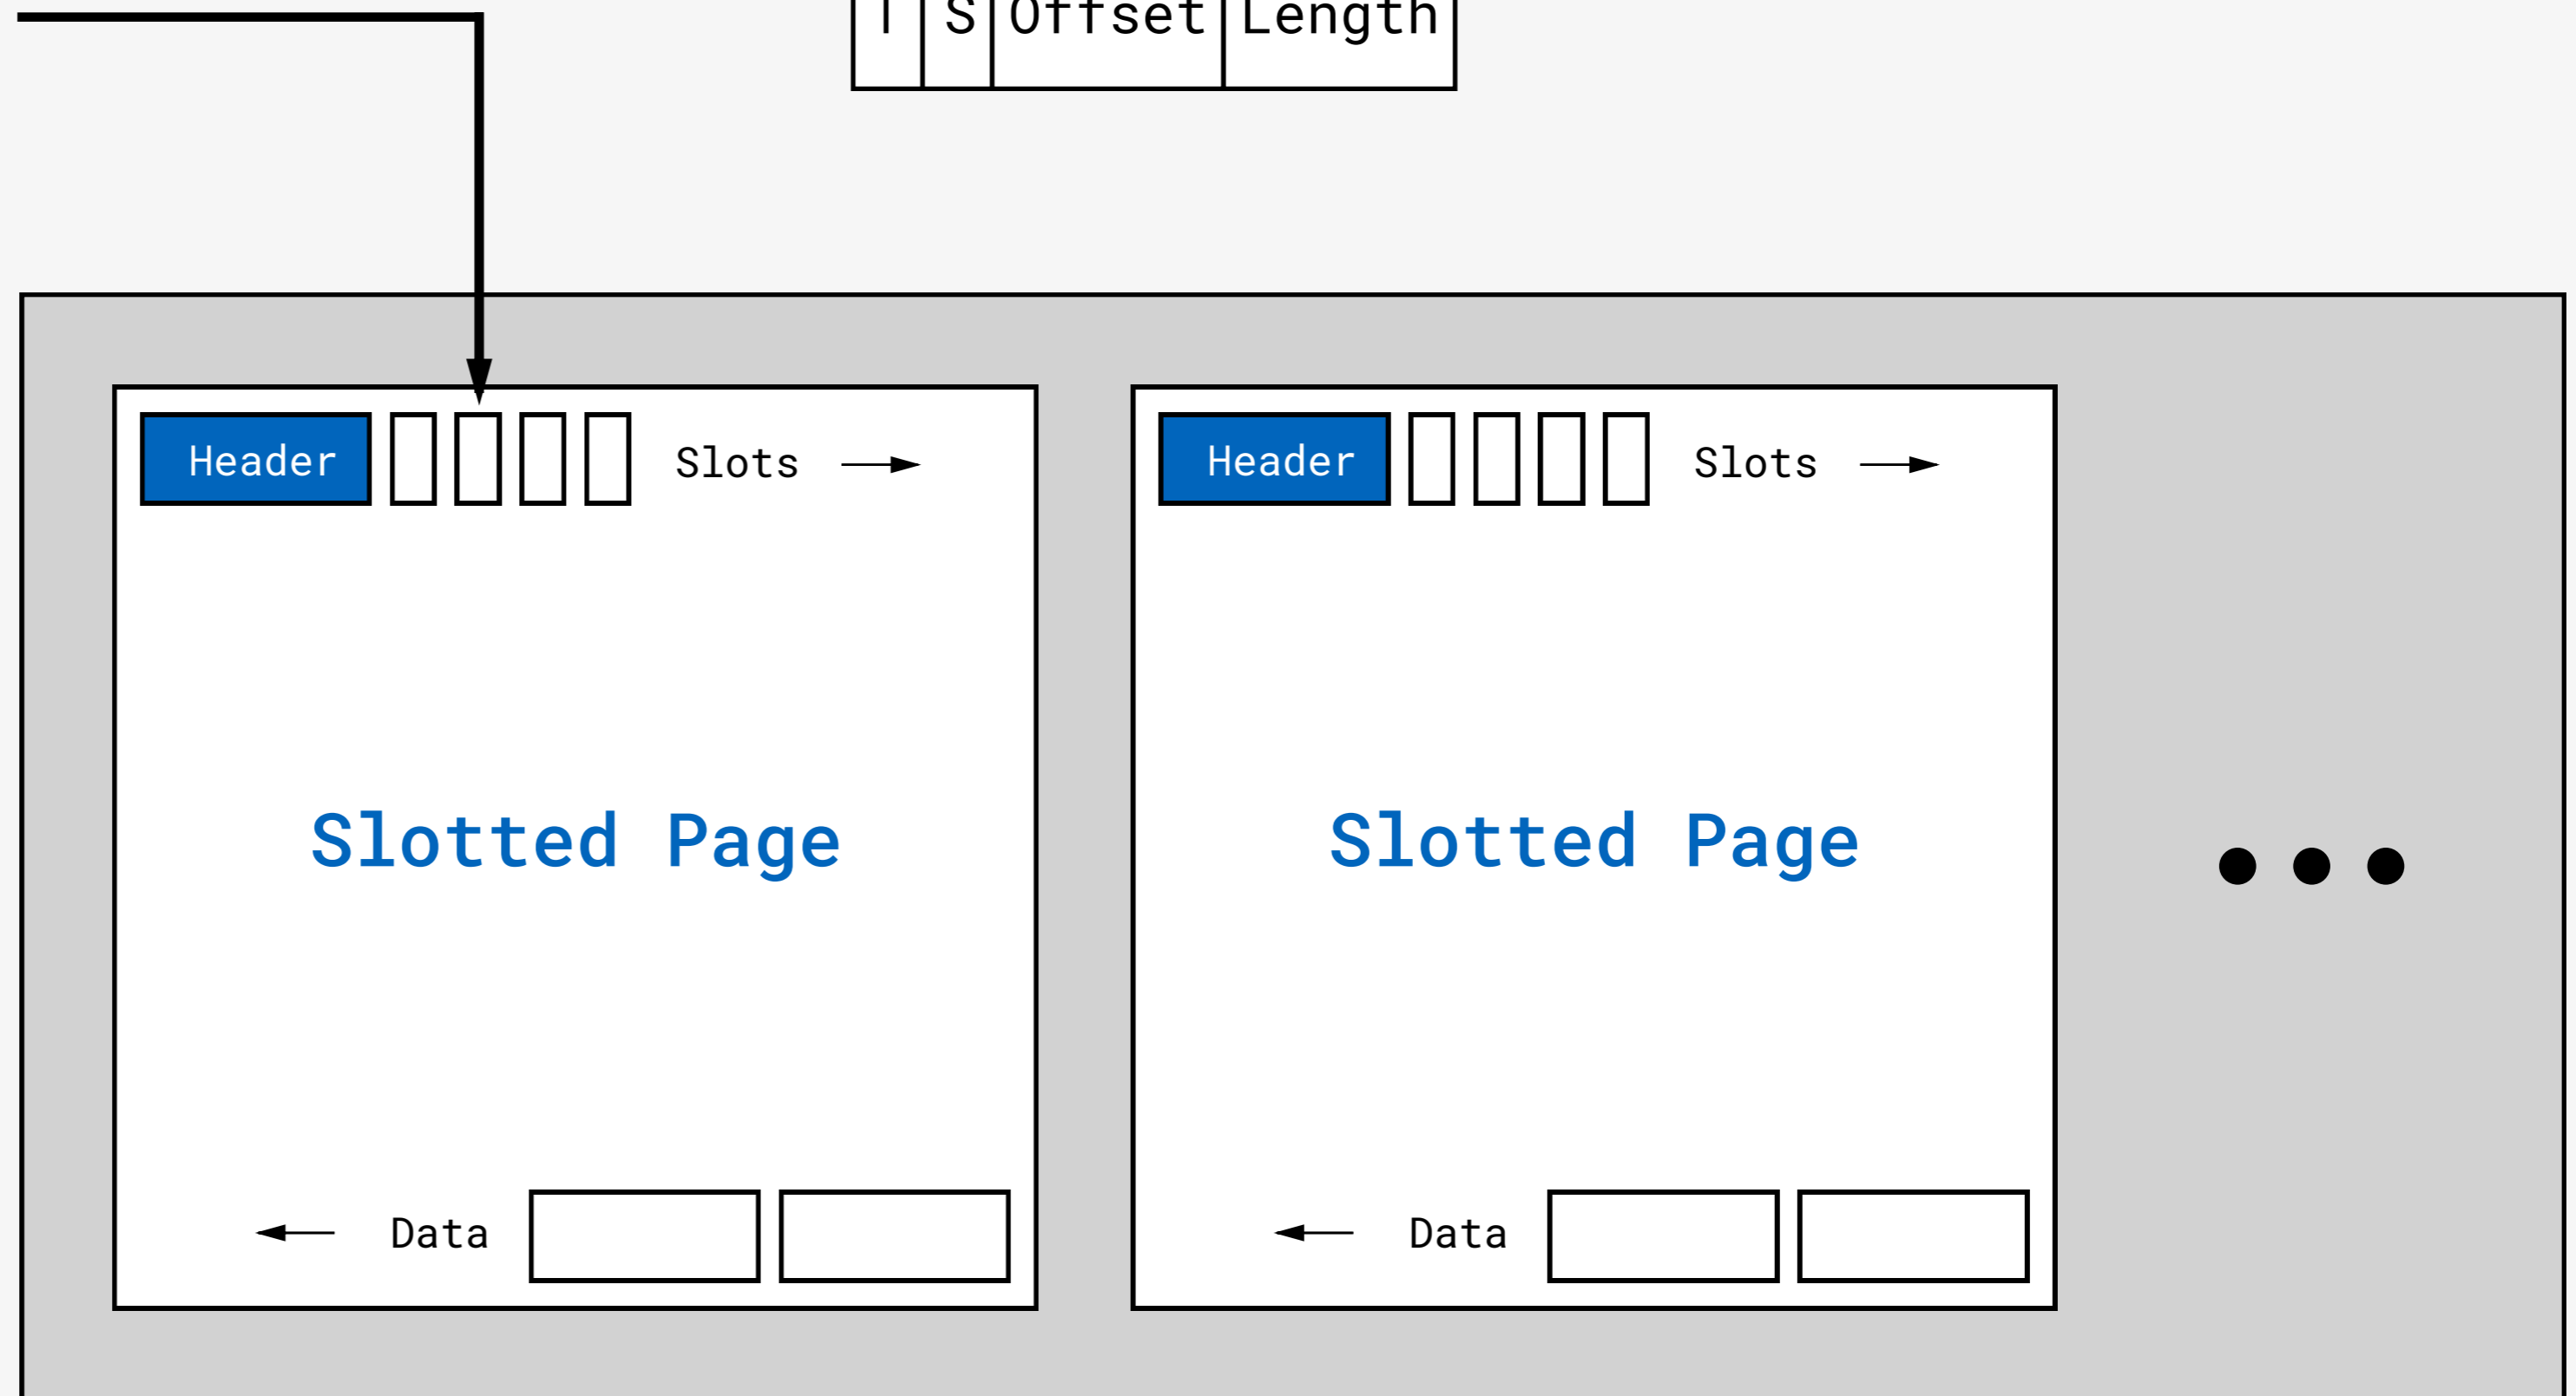 T S Offset Length
Header Slots Header Slots
Slotted Page Slotted Page
Data Data